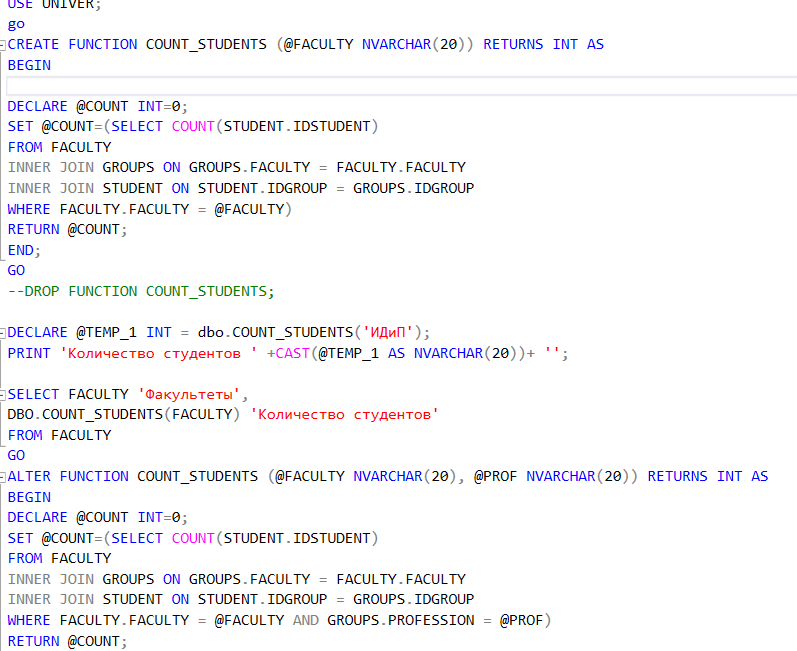 USE UNIVER;
go
CREATE FUNCTION COUNT_STUDENTS (@FACULTY NVARCHAR(20)) RETURNS INT AS
BEGIN
DECLARE @COUNT INT=0;
SET @COUNT=(SELECT COUNT(STUDENT.IDSTUDENT)
FROM FACULTY
INNER JOIN GROUPS ON GROUPS.FACULTY = FACULTY.FACULTY
INNER JOIN STUDENT ON STUDENT.IDGROUP = GROUPS.IDGROUP
WHERE FACULTY.FACULTY = @FACULTY)
RETURN @COUNT;
END;
GO
--DROP FUNCTION COUNT_STUDENTS;
DECLARE @TEMP_1 INT = dbo.COUNT_STUDENTS('ИДиП');
PRINT 'Количество студентов ' +CAST(@TEMP_1 AS NVARCHAR(20))+ '';
SELECT FACULTY 'Факультеты',
DBO.COUNT_STUDENTS(FACULTY) 'Количество студентов'
FROM FACULTY
GO
ALTER FUNCTION COUNT_STUDENTS (@FACULTY NVARCHAR(20), @PROF NVARCHAR(20)) RETURNS INT AS
BEGIN
DECLARE @COUNT INT=0;
SET @COUNT=(SELECT COUNT(STUDENT.IDSTUDENT)
FROM FACULTY
INNER JOIN GROUPS ON GROUPS.FACULTY = FACULTY.FACULTY
INNER JOIN STUDENT ON STUDENT.IDGROUP = GROUPS.IDGROUP
WHERE FACULTY.FACULTY = @FACULTY AND GROUPS.PROFESSION = @PROF)
RETURN @COUNT;